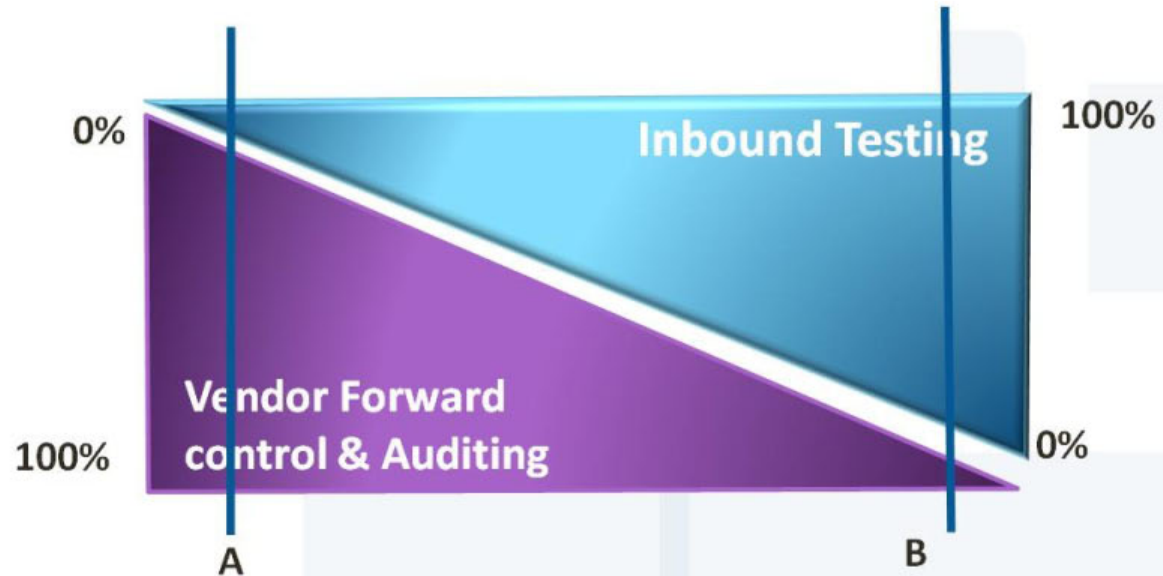 0%
100%
Inbound Testing
Vendor Forward
control & Auditing
100%
0%
A
B